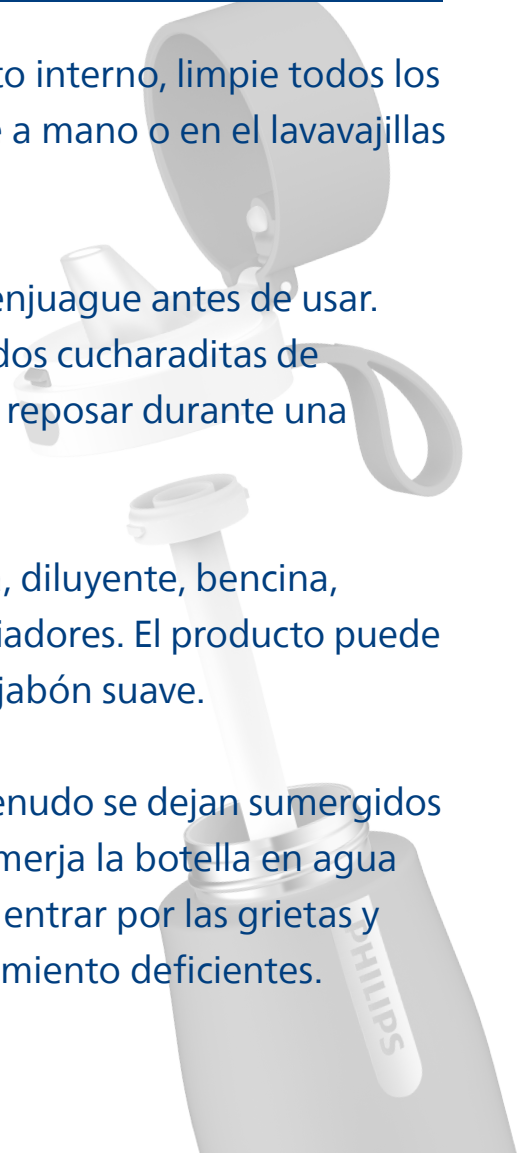 to interno, limpie todos los
e a mano o en el lavavajillas
enjuague antes de usar.
dos cucharaditas de
reposar durante una
, diluyente, bencina,
iadores. El producto puede
jabón suave.
enudo se dejan sumergidos
merja la botella en agua
entrar por las grietas y
miento deficientes.
PHILIPS